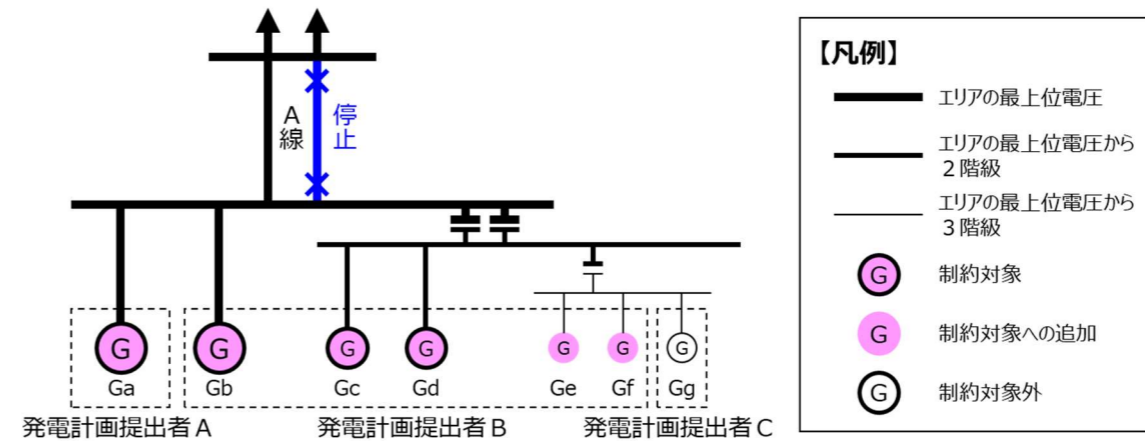 A線
停止
G
G
G
G
G
G
G
Ga
Gb
Gc
Gd
Ge
Gf
Gg
発電計画提出者A
発電計画提出者B
発電計画提出者C
【凡例】
エリアの最上位電圧
エリアの最上位電圧から
2階級
エリアの最上位電圧から
3階級
G
制約対象
G
制約対象への追加
G
制約対象外